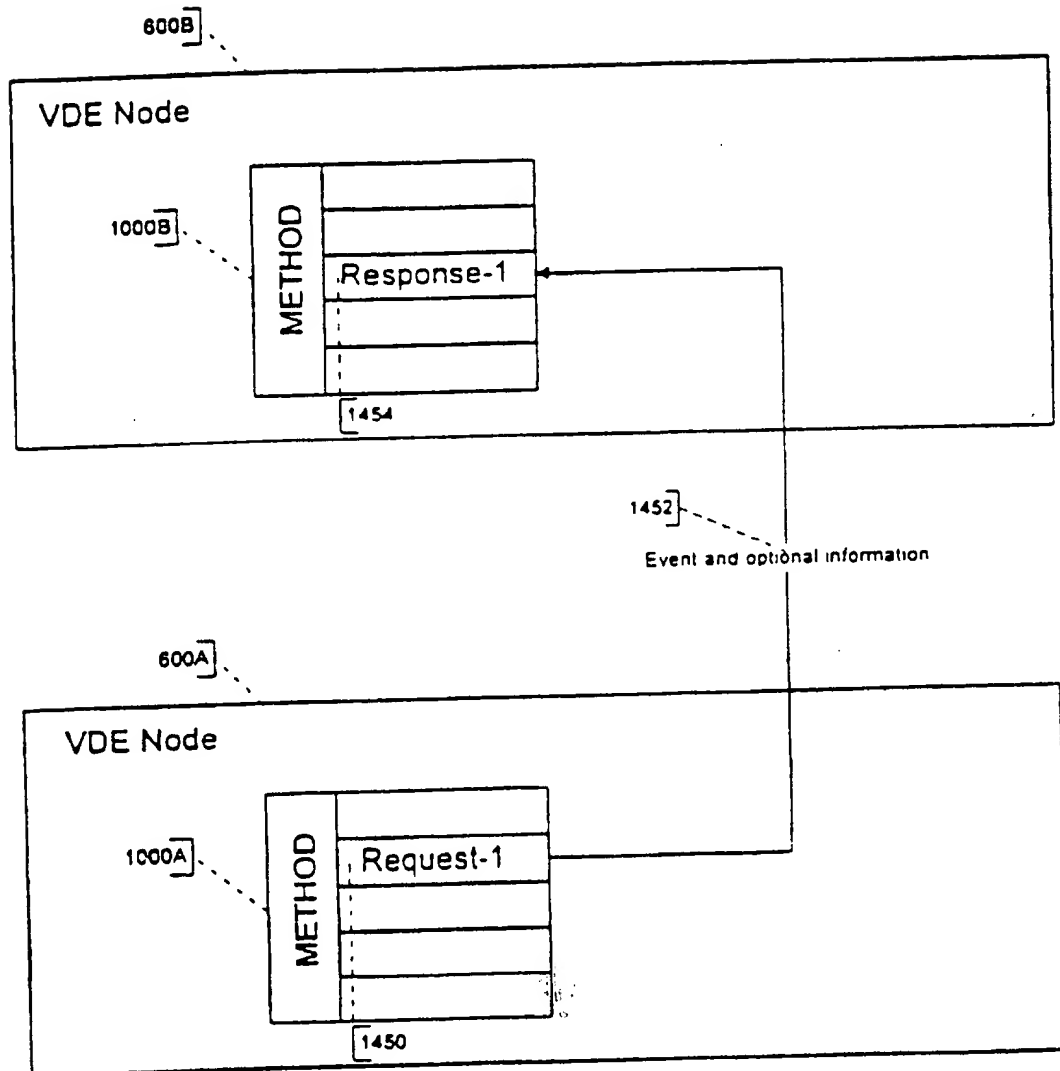 600B
VDE Node
1000B
METHOD
Response-1
1454
1452
Event and optional information
600A
VDE Node
1000A
METHOD
Request-1
1450